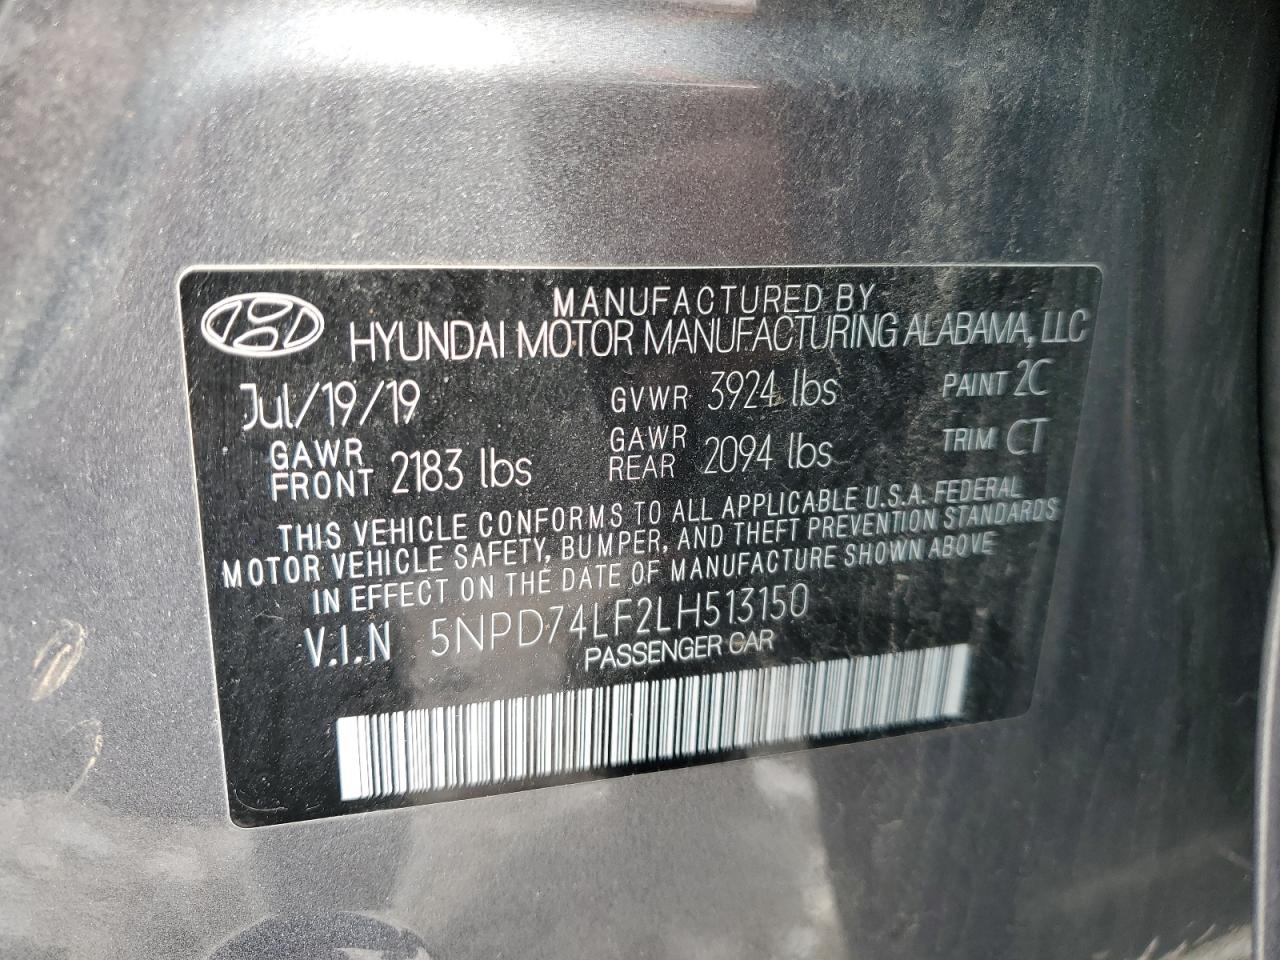 MANUFACTURED BY
HYUNDAI MOTOR MANUFACTURING ALABAMA, LLC
Jul/19/19 GVWR 3924 lbs PAINT 2C
GAWR FRONT 2183 lbs GAWR REAR 2094 lbs TRIM CT
THIS VEHICLE CONFORMS TO ALL APPLICABLE U.S.A. FEDERAL
MOTOR VEHICLE SAFETY, BUMPER, AND THEFT PREVENTION STANDARDS
IN EFFECT ON THE DATE OF MANUFACTURE SHOWN ABOVE
V.I.N 5NPD74LF2LH513150
PASSENGER CAR